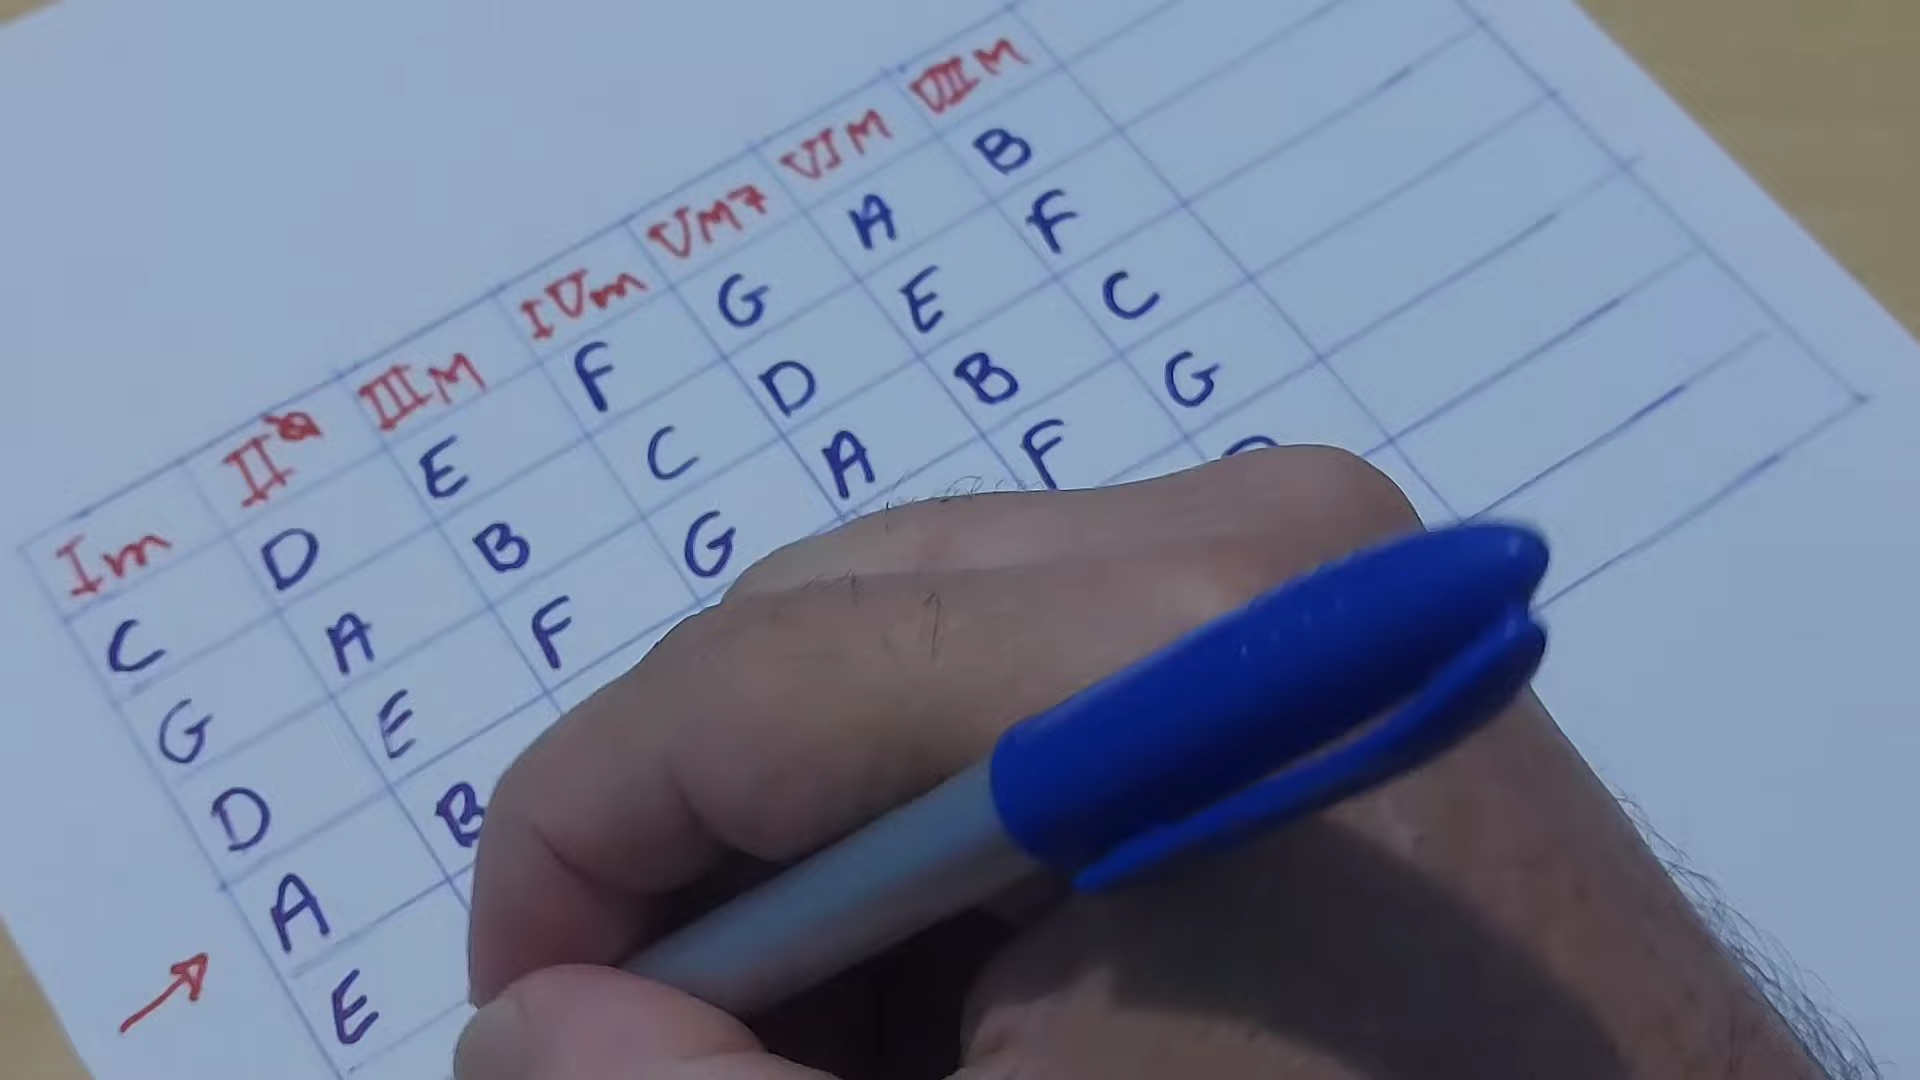 Im II° IIIM IVm VM7 VIM VIIM
C D E F G A B
G A B C D E F
D E F G A B C
A B F G
E